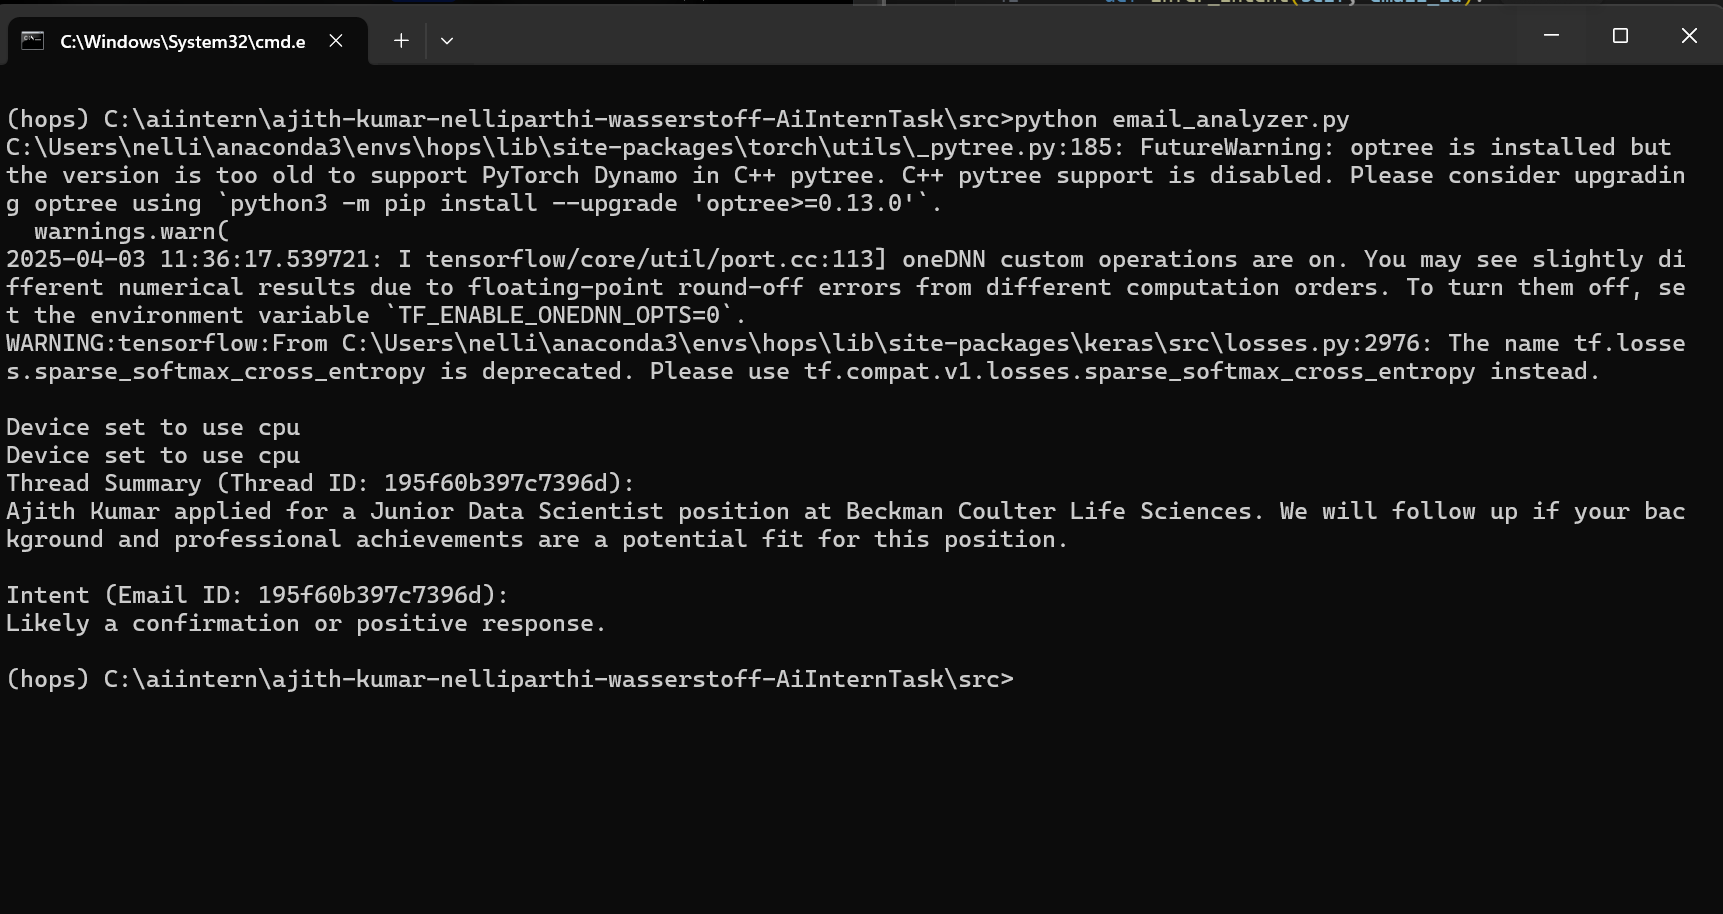 C:\Windows\System32\cmd.e
(hops) C:\aiintern\ajith-kumar-nelliparthi-wasserstoff-AiInternTask\src>python email_analyzer.py
C:\Users\nelli\anaconda3\envs\hops\lib\site-packages\torch\utils\_pytree.py:185: FutureWarning: optree is installed but
the version is too old to support PyTorch Dynamo in C++ pytree. C++ pytree support is disabled. Please consider upgradin
g optree using `python3 -m pip install --upgrade 'optree>=0.13.0'`.
  warnings.warn(
2025-04-03 11:36:17.539721: I tensorflow/core/util/port.cc:113] oneDNN custom operations are on. You may see slightly di
fferent numerical results due to floating-point round-off errors from different computation orders. To turn them off, se
t the environment variable `TF_ENABLE_ONEDNN_OPTS=0`.
WARNING:tensorflow:From C:\Users\nelli\anaconda3\envs\hops\lib\site-packages\keras\src\losses.py:2976: The name tf.losse
s.sparse_softmax_cross_entropy is deprecated. Please use tf.compat.v1.losses.sparse_softmax_cross_entropy instead.
Device set to use cpu
Device set to use cpu
Thread Summary (Thread ID: 195f60b397c7396d):
Ajith Kumar applied for a Junior Data Scientist position at Beckman Coulter Life Sciences. We will follow up if your bac
kground and professional achievements are a potential fit for this position.
Intent (Email ID: 195f60b397c7396d):
Likely a confirmation or positive response.
(hops) C:\aiintern\ajith-kumar-nelliparthi-wasserstoff-AiInternTask\src>